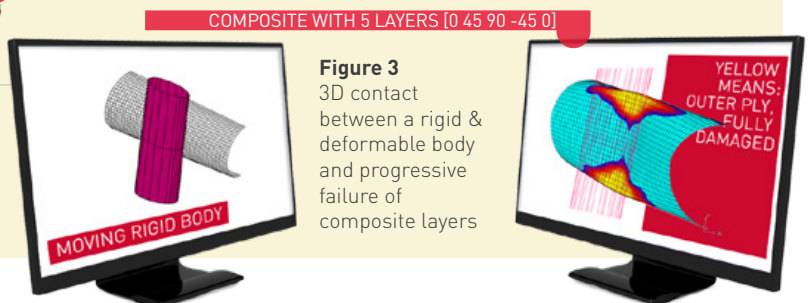 COMPOSITE WITH 5 LAYERS [0 45 90 -45 0]
MOVING RIGID BODY
Figure 3
3D contact
between a rigid &
deformable body
and progressive
failure of
composite layers
YELLOW
MEANS:
OUTER PLY,
FULLY
DAMAGED